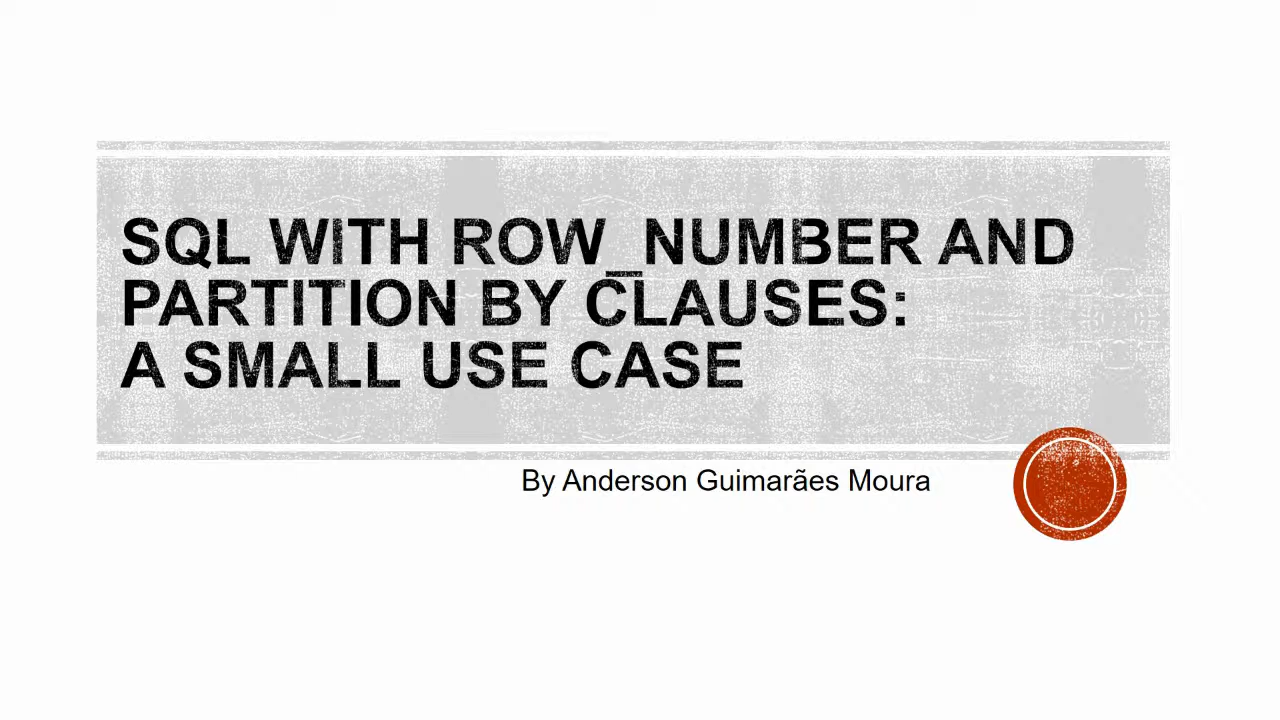 SQL WITH ROW_NUMBER AND
PARTITION BY CLAUSES:
A SMALL USE CASE
By Anderson Guimarães Moura